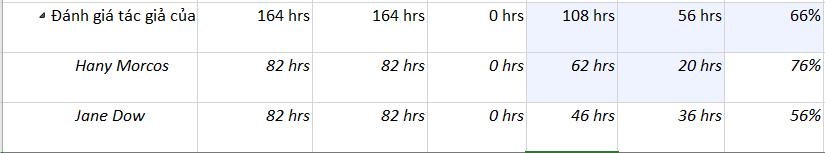 Đánh giá tác giả của 164 hrs 164 hrs 0 hrs 108 hrs 56 hrs 66%
Hany Morcos 82 hrs 82 hrs 0 hrs 62 hrs 20 hrs 76%
Jane Dow 82 hrs 82 hrs 0 hrs 46 hrs 36 hrs 56%